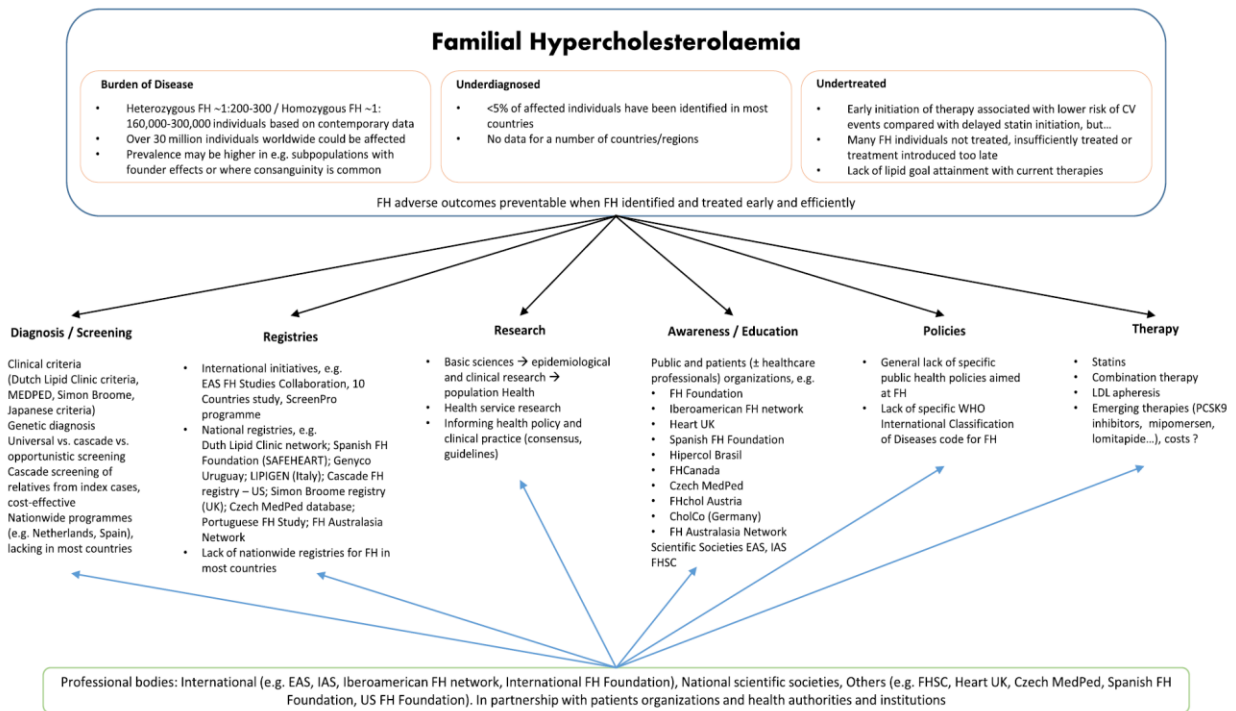 Familial Hypercholesterolaemia
Burden of Disease
• Heterozygous FH ~1:200-300 / Homozygous FH ~1:
160,000-300,000 individuals based on contemporary data
• Over 30 million individuals worldwide could be affected
• Prevalence may be higher in e.g. subpopulations with
founder effects or where consanguinity is common
Underdiagnosed
• <5% of affected individuals have been identified in most
countries
• No data for a number of countries/regions
Undertreated
• Early initiation of therapy associated with lower risk of CV
events compared with delayed statin initiation, but…
• Many FH individuals not treated, insufficiently treated or
treatment introduced too late
• Lack of lipid goal attainment with current therapies
FH adverse outcomes preventable when FH identified and treated early and efficiently
Diagnosis / Screening
Clinical criteria
(Dutch Lipid Clinic criteria,
MEDPED, Simon Broome,
Japanese criteria)
Genetic diagnosis
Universal vs. cascade vs.
opportunistic screening
Cascade screening of
relatives from index cases,
cost-effective
Nationwide programmes
(e.g. Netherlands, Spain),
lacking in most countries
Registries
• International initiatives, e.g.
EAS FH Studies Collaboration, 10
Countries study, ScreenPro
programme
• National registries, e.g.
Duth Lipid Clinic network; Spanish FH
Foundation (SAFEHEART); Genyco
Uruguay; LIPIGEN (Italy); Cascade FH
registry – US; Simon Broome registry
(UK); Czech MedPed database;
Portuguese FH Study; FH Australasia
Network
• Lack of nationwide registries for FH in
most countries
Research
• Basic sciences → epidemiological
and clinical research →
population Health
• Health service research
• Informing health policy and
clinical practice (consensus,
guidelines)
Awareness / Education
Public and patients (± healthcare
professionals) organizations, e.g.
• FH Foundation
• Iberoamerican FH network
• Heart UK
• Spanish FH Foundation
• Hipercol Brasil
• FHCanada
• Czech MedPed
• FHchol Austria
• CholCo (Germany)
• FH Australasia Network
Scientific Societies EAS, IAS
FHSC
Policies
• General lack of specific
public health policies aimed
at FH
• Lack of specific WHO
International Classification
of Diseases code for FH
Therapy
• Statins
• Combination therapy
• LDL apheresis
• Emerging therapies (PCSK9
inhibitors, mipomersen,
lomitapide…), costs ?
Professional bodies: International (e.g. EAS, IAS, Iberoamerican FH network, International FH Foundation), National scientific societies, Others (e.g. FHSC, Heart UK, Czech MedPed, Spanish FH
Foundation, US FH Foundation). In partnership with patients organizations and health authorities and institutions